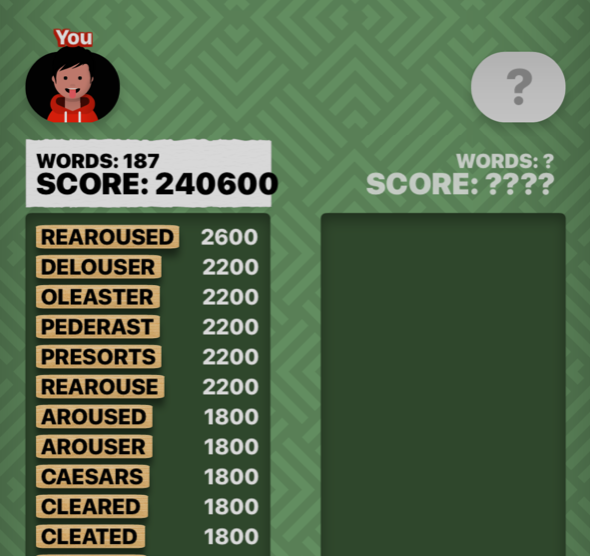 You
?
WORDS: 187
SCORE: 240600
WORDS: ?
SCORE: ????
REAROUSED 2600
DELOUSER 2200
OLEASTER 2200
PEDERAST 2200
PRESORTS 2200
REAROUSE 2200
AROUSED 1800
AROUSER 1800
CAESARS 1800
CLEARED 1800
CLEATED 1800